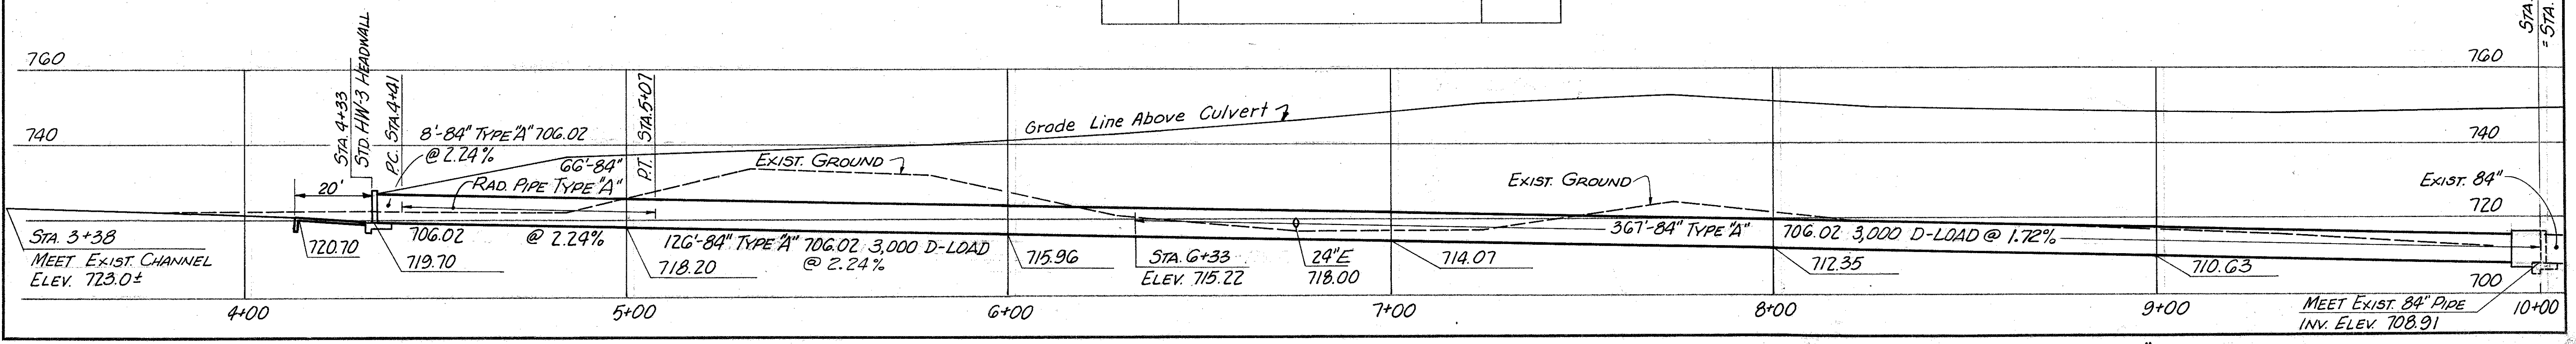 760
760
740
740
720
700
STA. 4+33
STD. HW-3 HEADWALL
P.C. STA. 4+41
P.T. STA. 5+07
STA.
= STA.
8'-84" TYPE "A" 706.02
@ 2.24%
66'-84"
RAD. PIPE TYPE "A"
20'
EXIST. GROUND
Grade Line Above Culvert
EXIST. GROUND
EXIST. 84"
STA. 3+38
MEET EXIST. CHANNEL
ELEV. 723.0±
720.70
706.02 @ 2.24%
719.70
718.20
126'-84" TYPE "A" 706.02 3,000 D-LOAD
@ 2.24%
715.96
STA. 6+33
ELEV. 715.22
24"E
718.00
714.07
367'-84" TYPE "A" 706.02 3,000 D-LOAD @ 1.72%
712.35
710.63
MEET EXIST. 84" PIPE
INV. ELEV. 708.91
4+00
5+00
6+00
7+00
8+00
9+00
10+00